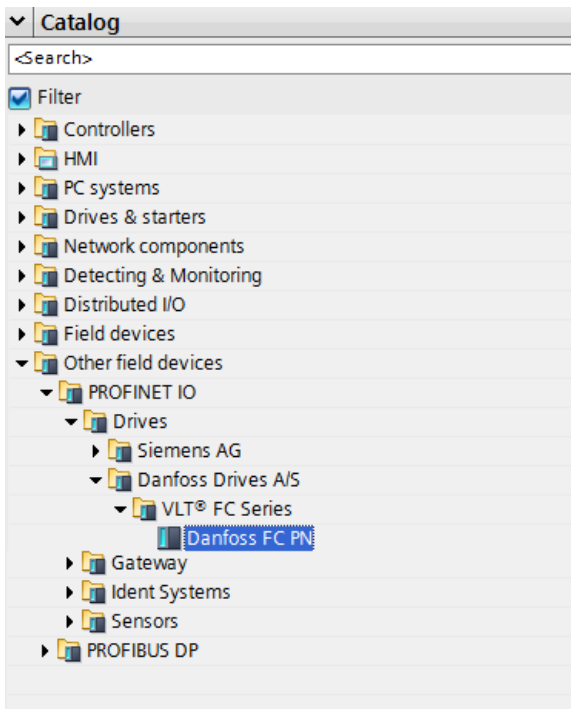 Catalog
<Search>
Filter
Controllers
HMI
PC systems
Drives & starters
Network components
Detecting & Monitoring
Distributed I/O
Field devices
Other field devices
PROFINET IO
Drives
Siemens AG
Danfoss Drives A/S
VLT® FC Series
Danfoss FC PN
Gateway
Ident Systems
Sensors
PROFIBUS DP